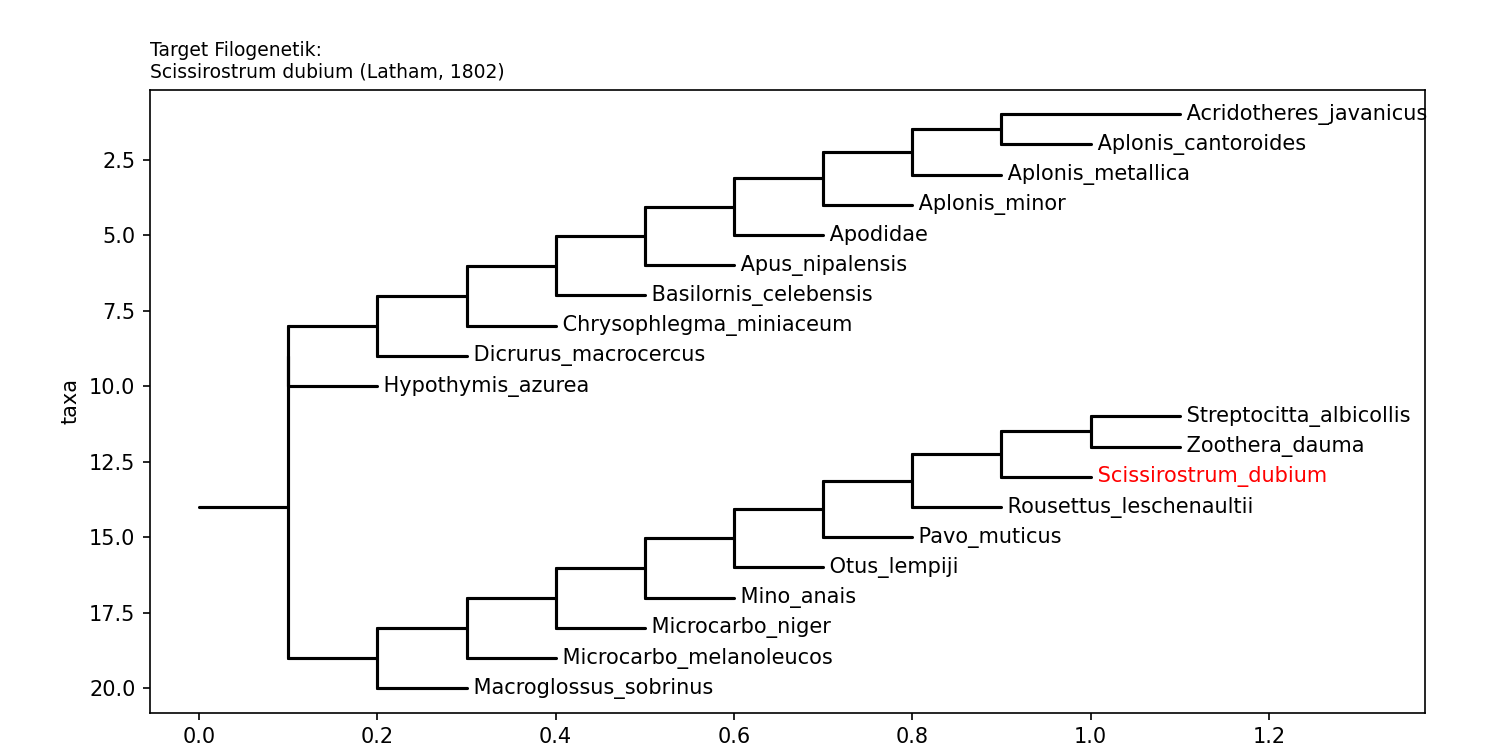 Target Filogenetik:
Scissirostrum dubium (Latham, 1802)
Acridotheres_javanicus
Aplonis_cantoroides
2.5
Aplonis_metallica
Aplonis_minor
5.0
Apodidae
Apus_nipalensis
Basilornis_celebensis
7.5
Chrysophlegma_miniaceum
Dicrurus_macrocercus
10.0
Hypothymis_azurea
taxa
Streptocitta_albicollis
Zoothera_dauma
12.5
Scissirostrum_dubium
Rousettus_leschenaultii
15.0
Pavo_muticus
Otus_lempiji
Mino_anais
17.5
Microcarbo_niger
Microcarbo_melanoleucos
20.0
Macroglossus_sobrinus
0.0 0.2 0.4 0.6 0.8 1.0 1.2